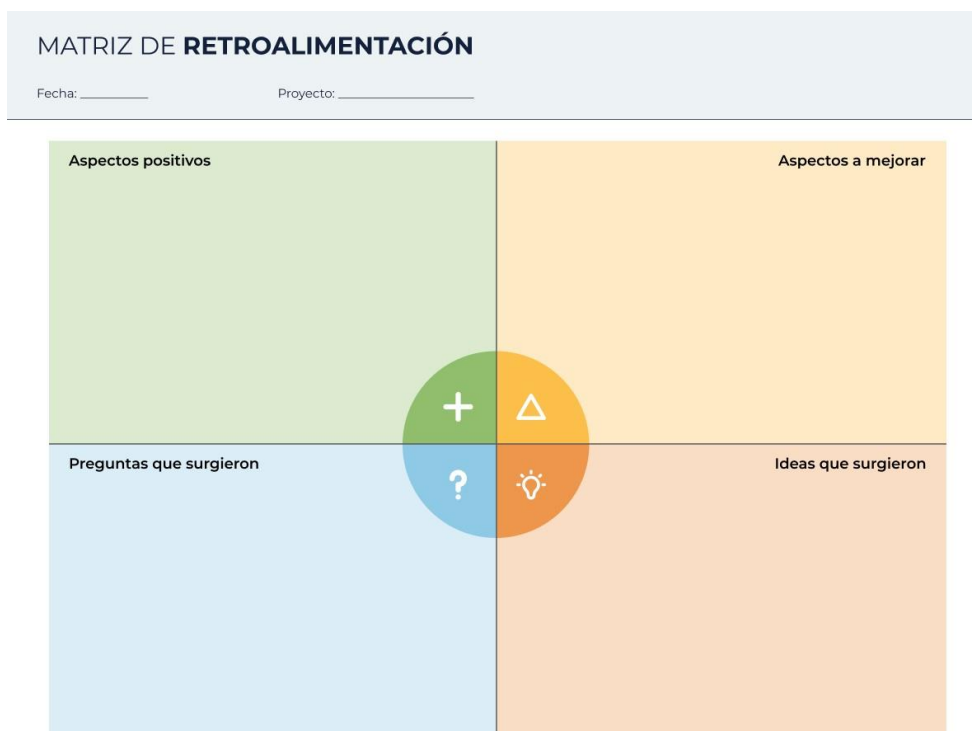 MATRIZ DE RETROALIMENTACIÓN
Fecha: __________ Proyecto: ____________________
Aspectos positivos
Aspectos a mejorar
Preguntas que surgieron
Ideas que surgieron